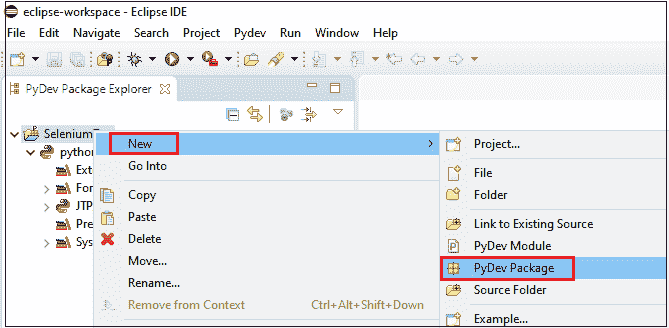 eclipse-workspace - Eclipse IDE
File Edit Navigate Search Project Pydev Run Window Help
PyDev Package Explorer
Selenium
New
Project...
python
Go Into
Ext
File
For
Copy
Folder
JTP
Paste
Link to Existing Source
Pre
Delete
PyDev Module
Sys
Move...
PyDev Package
Rename...
Source Folder
Remove from Context Ctrl+Alt+Shift+Down
Example...